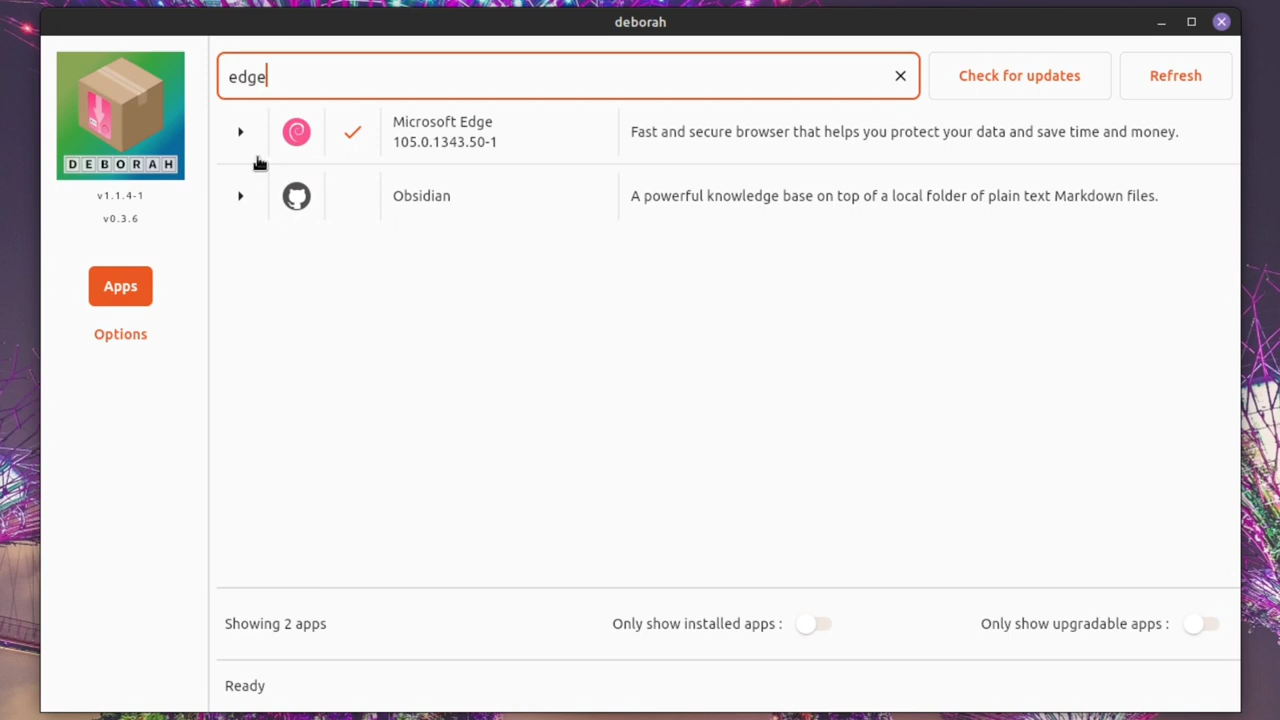 deborah
edge
Check for updates
Refresh
DEBORAH
v1.1.4-1
v0.3.6
Apps
Options
Microsoft Edge
105.0.1343.50-1
Fast and secure browser that helps you protect your data and save time and money.
Obsidian
A powerful knowledge base on top of a local folder of plain text Markdown files.
Showing 2 apps
Only show installed apps :
Only show upgradable apps :
Ready